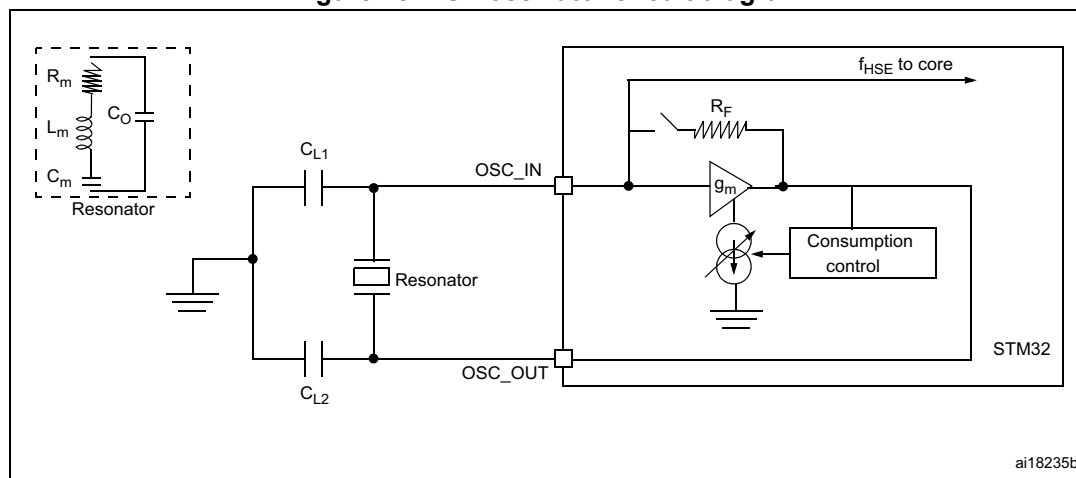 f_HSE to core
R_m
C_O
R_F
L_m
C_L1
OSC_IN
C_m
g_m
Resonator
Consumption
control
Resonator
STM32
OSC_OUT
C_L2
ai18235b